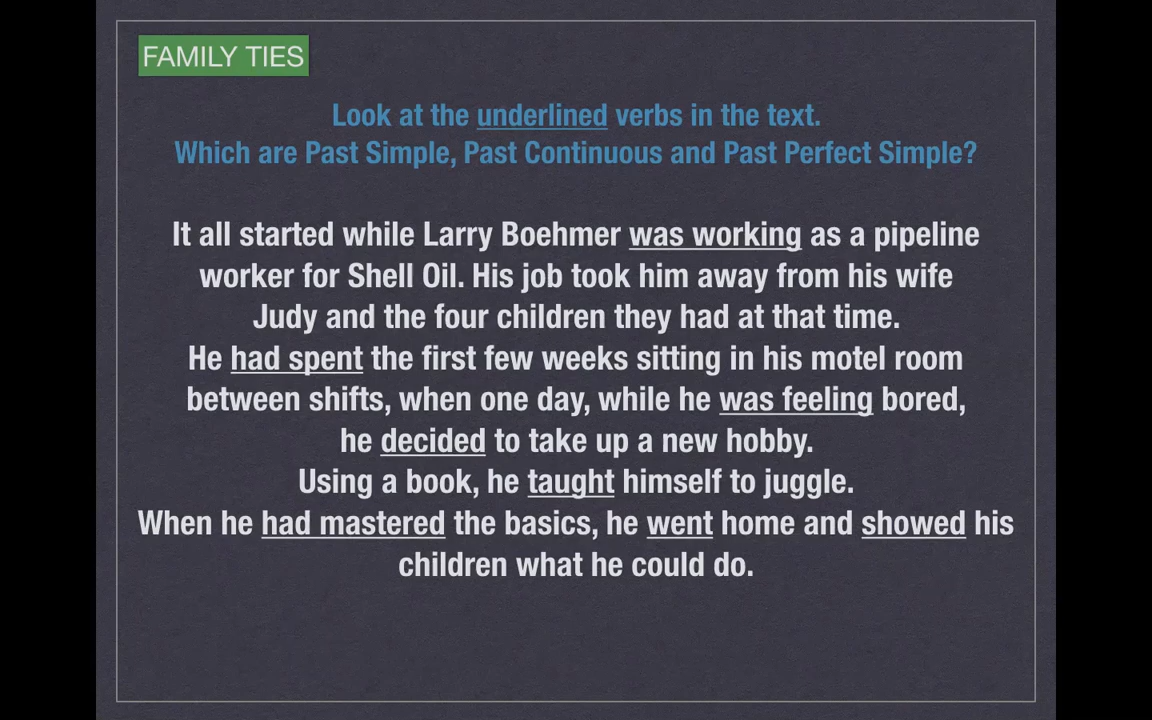 FAMILY TIES
Look at the underlined verbs in the text.
Which are Past Simple, Past Continuous and Past Perfect Simple?
It all started while Larry Boehmer was working as a pipeline
worker for Shell Oil. His job took him away from his wife
Judy and the four children they had at that time.
He had spent the first few weeks sitting in his motel room
between shifts, when one day, while he was feeling bored,
he decided to take up a new hobby.
Using a book, he taught himself to juggle.
When he had mastered the basics, he went home and showed his
children what he could do.